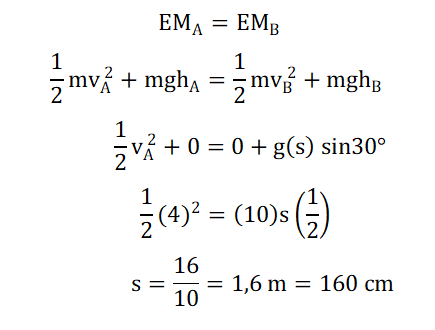 EM_A = EM_B
1/2 mv_A^2 + mgh_A = 1/2 mv_B^2 + mgh_B
1/2 v_A^2 + 0 = 0 + g(s) sin30°
1/2 (4)^2 = (10)s (1/2)
s = 16/10 = 1,6 m = 160 cm